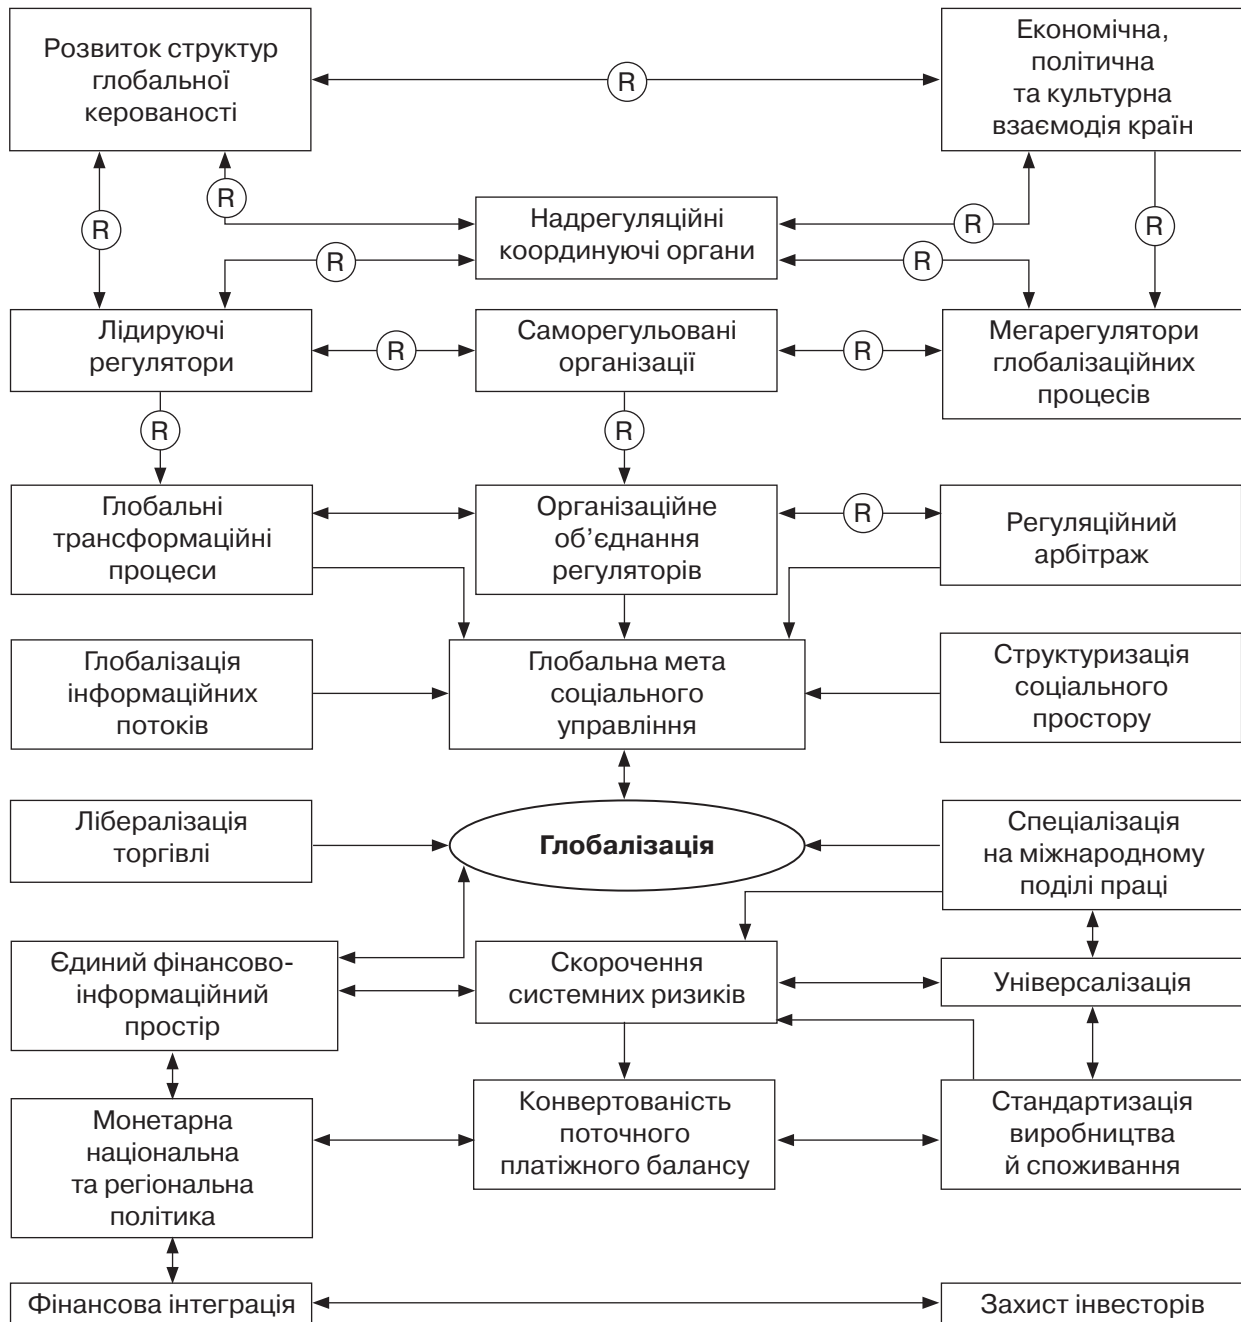 Розвиток структур
глобальної
керованості
R
Економічна,
політична
та культурна
взаємодія країн
R
R
Надрегуляційні
координуючі органи
R
R
R
R
Лідируючі
регулятори
R
Саморегульовані
організації
R
Мегарегулятори
глобалізаційних
процесів
R
R
Глобальні
трансформаційні
процеси
Організаційне
об’єднання
регуляторів
R
Регуляційний
арбітраж
Глобалізація
інформаційних
потоків
Глобальна мета
соціального
управління
Структуризація
соціального
простору
Лібералізація
торгівлі
Глобалізація
Спеціалізація
на міжнародному
поділі праці
Єдиний фінансово-
інформаційний
простір
Скорочення
системних ризиків
Універсалізація
Монетарна
національна
та регіональна
політика
Конвертованість
поточного
платіжного балансу
Стандартизація
виробництва
й споживання
Фінансова інтеграція
Захист інвесторів